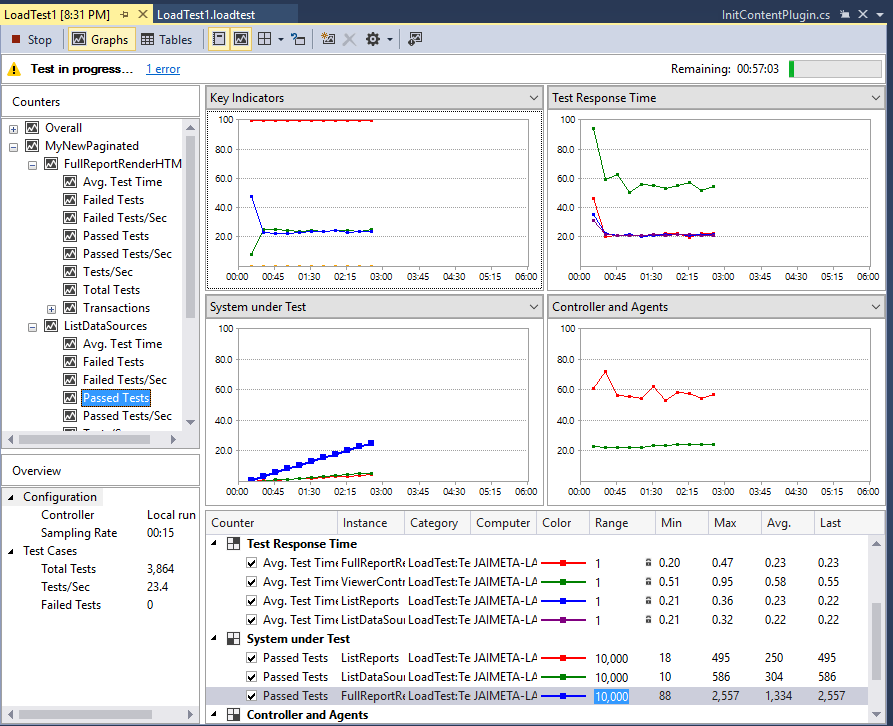 LoadTest1 [8:31 PM] LoadTest1.loadtest InitContentPlugin.cs
Stop Graphs Tables
Test in progress... 1 error Remaining: 00:57:03
Counters
Overall
MyNewPaginated
FullReportRenderHTM
Avg. Test Time
Failed Tests
Failed Tests/Sec
Passed Tests
Passed Tests/Sec
Tests/Sec
Total Tests
Transactions
ListDataSources
Avg. Test Time
Failed Tests
Failed Tests/Sec
Passed Tests
Passed Tests/Sec
Overview
Configuration
Controller Local run
Sampling Rate 00:15
Test Cases
Total Tests 3,864
Tests/Sec 23.4
Failed Tests 0
Key Indicators
100
80.0
60.0
40.0
20.0
00:00 00:45 01:30 02:15 03:00 03:45 04:30 05:15 06:00
Test Response Time
100
80.0
60.0
40.0
20.0
00:00 00:45 01:30 02:15 03:00 03:45 04:30 05:15 06:00
System under Test
100
80.0
60.0
40.0
20.0
00:00 00:45 01:30 02:15 03:00 03:45 04:30 05:15 06:00
Controller and Agents
100
80.0
60.0
40.0
20.0
00:00 00:45 01:30 02:15 03:00 03:45 04:30 05:15 06:00
Counter Instance Category Computer Color Range Min Max Avg. Last
Test Response Time
Avg. Test Time FullReportRe LoadTest:Te JAIMETA-LA 1 0.20 0.47 0.23 0.23
Avg. Test Time ViewerContr LoadTest:Te JAIMETA-LA 1 0.51 0.95 0.58 0.55
Avg. Test Time ListReports LoadTest:Te JAIMETA-LA 1 0.21 0.36 0.23 0.22
Avg. Test Time ListDataSour LoadTest:Te JAIMETA-LA 1 0.21 0.32 0.22 0.22
System under Test
Passed Tests ListReports LoadTest:Te JAIMETA-LA 10,000 18 495 250 495
Passed Tests ListDataSour LoadTest:Te JAIMETA-LA 10,000 10 586 304 586
Passed Tests FullReportRe LoadTest:Te JAIMETA-LA 10,000 88 2,557 1,334 2,557
Controller and Agents